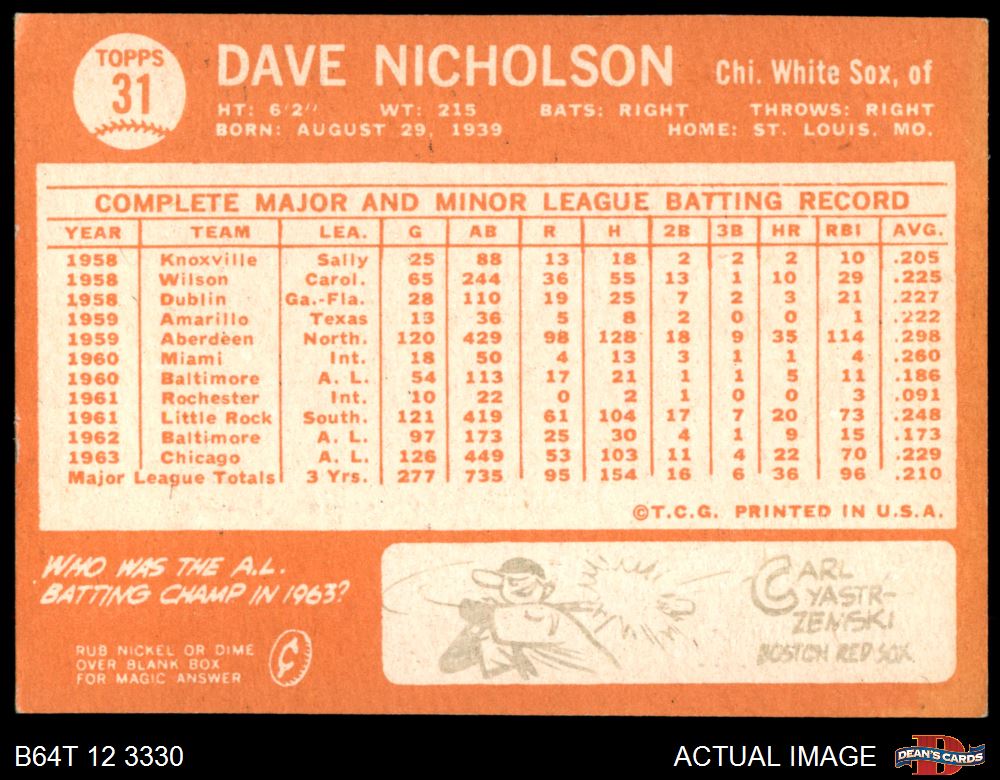 TOPPS
31
DAVE NICHOLSON Chi. White Sox, of
HT: 6'2" WT: 215 BATS: RIGHT THROWS: RIGHT
BORN: AUGUST 29, 1939 HOME: ST. LOUIS, MO.
COMPLETE MAJOR AND MINOR LEAGUE BATTING RECORD
YEAR TEAM LEA. G AB R H 2B 3B HR RBI AVG.
1958 Knoxville Sally 25 88 13 18 2 2 2 10 .205
1958 Wilson Carol. 65 244 36 55 13 1 10 29 .225
1958 Dublin Ga.-Fla. 28 110 19 25 7 2 3 21 .227
1959 Amarillo Texas 13 36 5 8 2 0 0 1 .222
1959 Aberdeen North. 120 429 98 128 18 9 35 114 .298
1960 Miami Int. 18 50 4 13 3 1 1 4 .260
1960 Baltimore A. L. 54 113 17 21 1 1 5 11 .186
1961 Rochester Int. 10 22 0 2 1 0 0 3 .091
1961 Little Rock South. 121 419 61 104 17 7 20 73 .248
1962 Baltimore A. L. 97 173 25 30 4 1 9 15 .173
1963 Chicago A. L. 126 449 53 103 11 4 22 70 .229
Major League Totals 3 Yrs. 277 735 95 154 16 6 36 96 .210
©T.C.G. PRINTED IN U.S.A.
WHO WAS THE A.L.
BATTING CHAMP IN 1963?
RUB NICKEL OR DIME
OVER BLANK BOX
FOR MAGIC ANSWER
CARL
YASTR-
ZEMSKI
BOSTON RED SOX
B64T 12 3330 ACTUAL IMAGE
DEAN'S CARDS